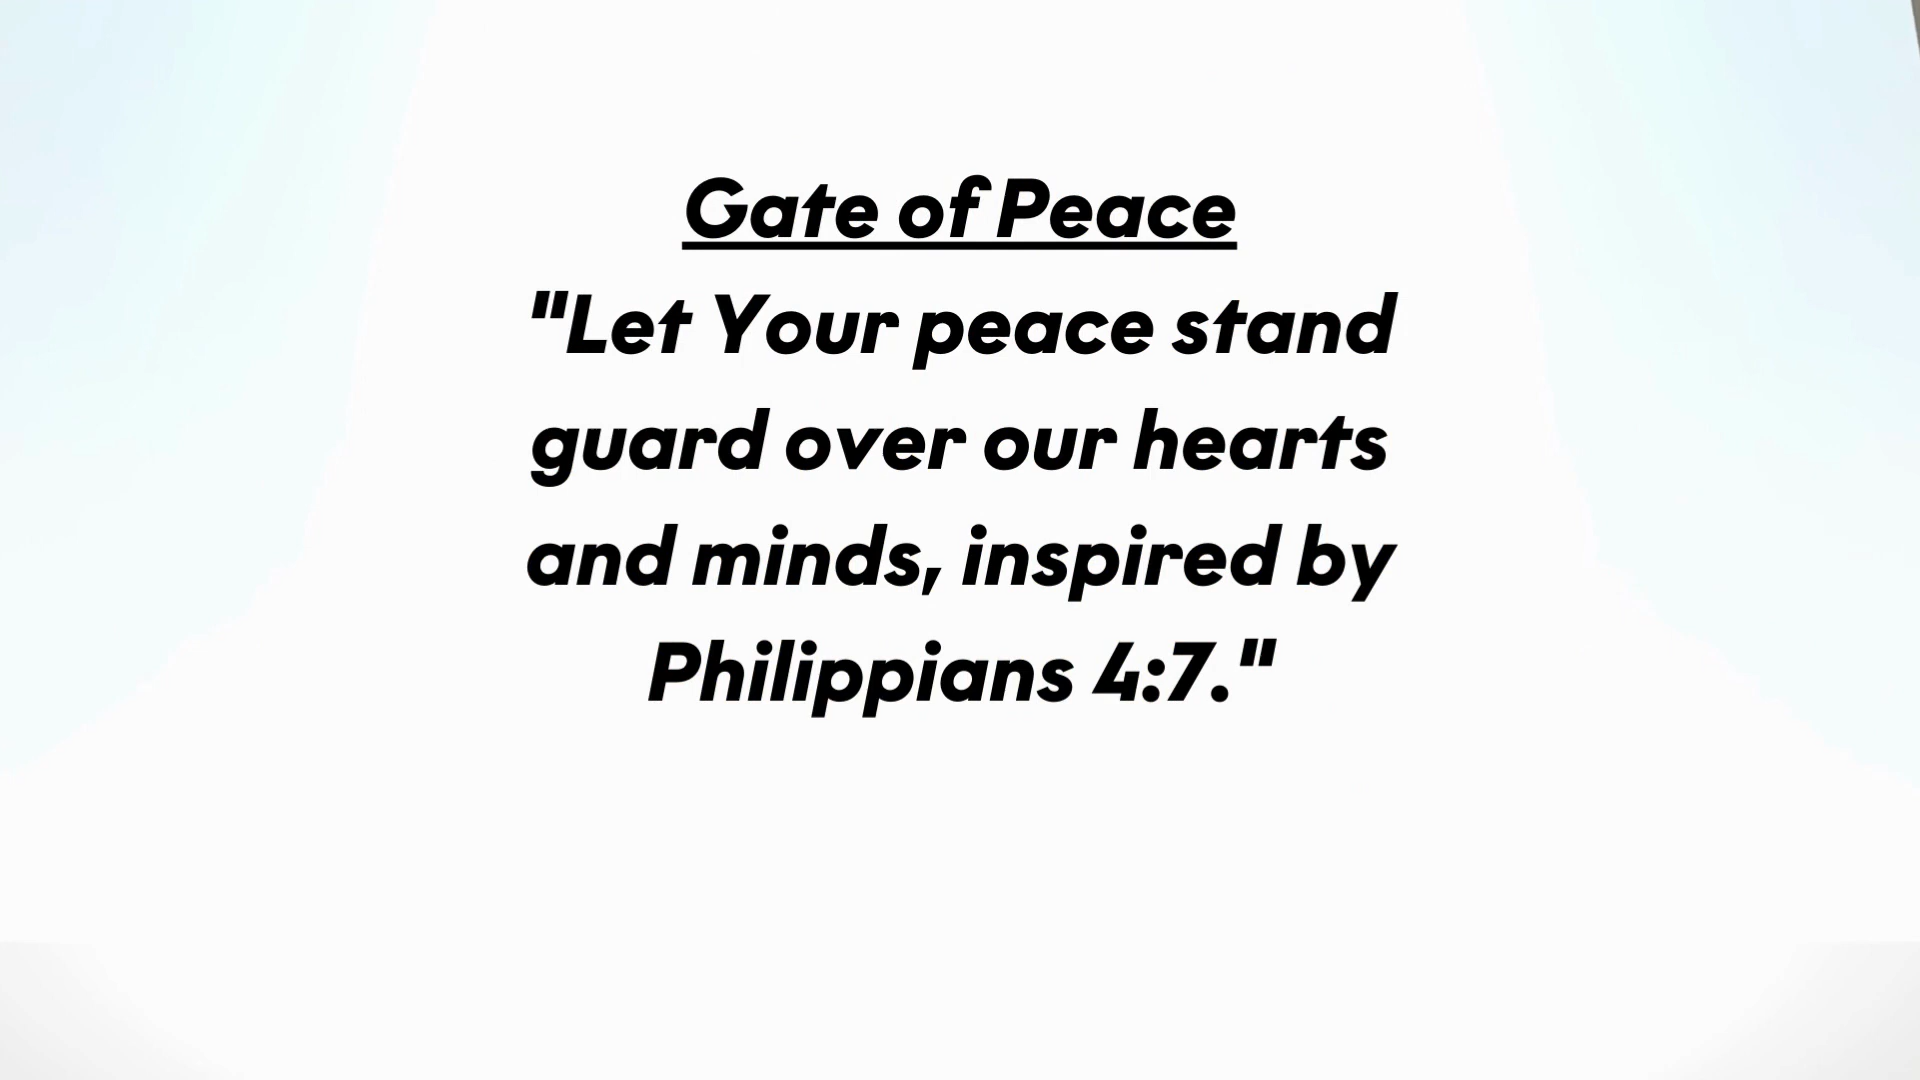 Gate of Peace
"Let Your peace stand
guard over our hearts
and minds, inspired by
Philippians 4:7."